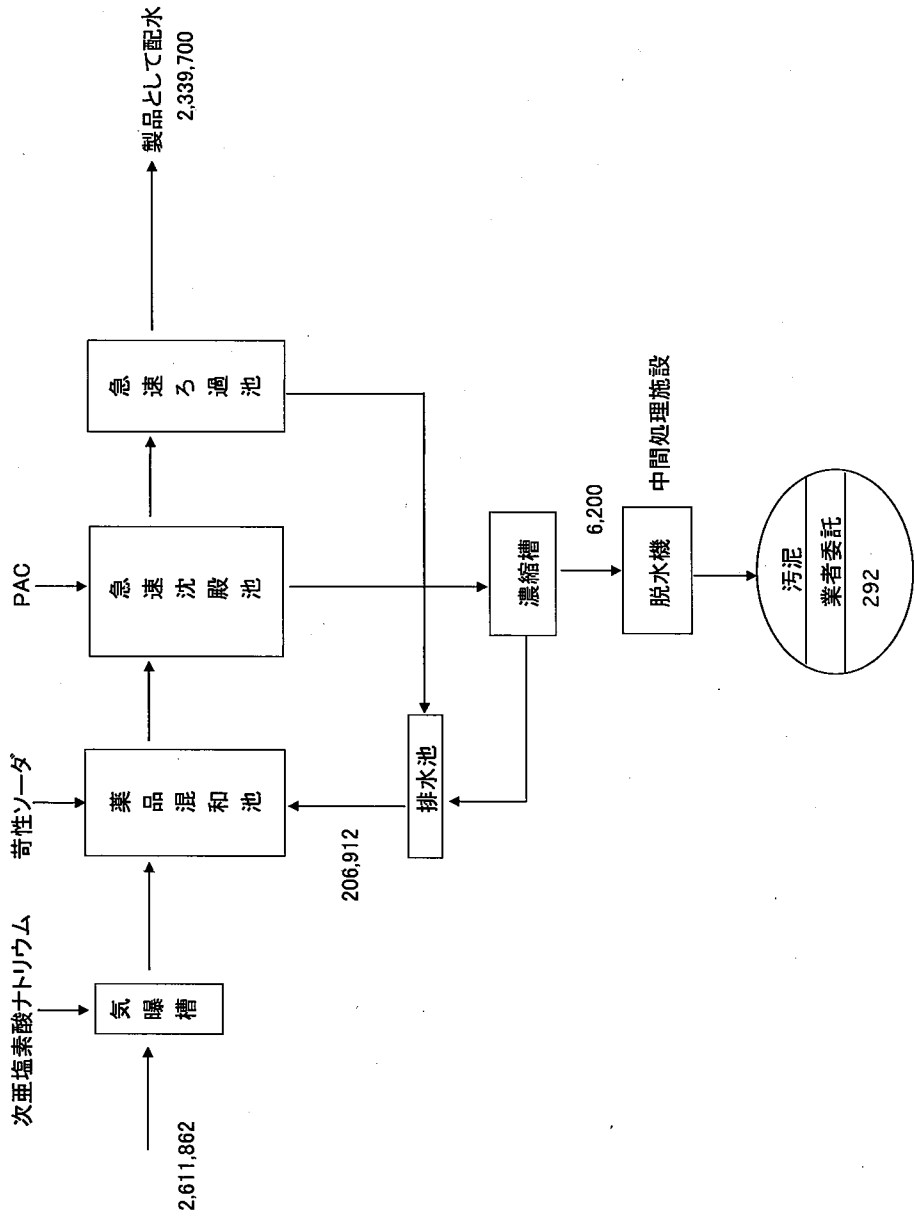 次亜塩素酸ナトリウム
苛性ソーダ
PAC
2,611,862
気曝槽
薬品混和池
急速沈殿池
急速ろ過池
製品として配水
2,339,700
206,912
排水池
濃縮槽
6,200
脱水機
中間処理施設
汚泥
業者委託
292